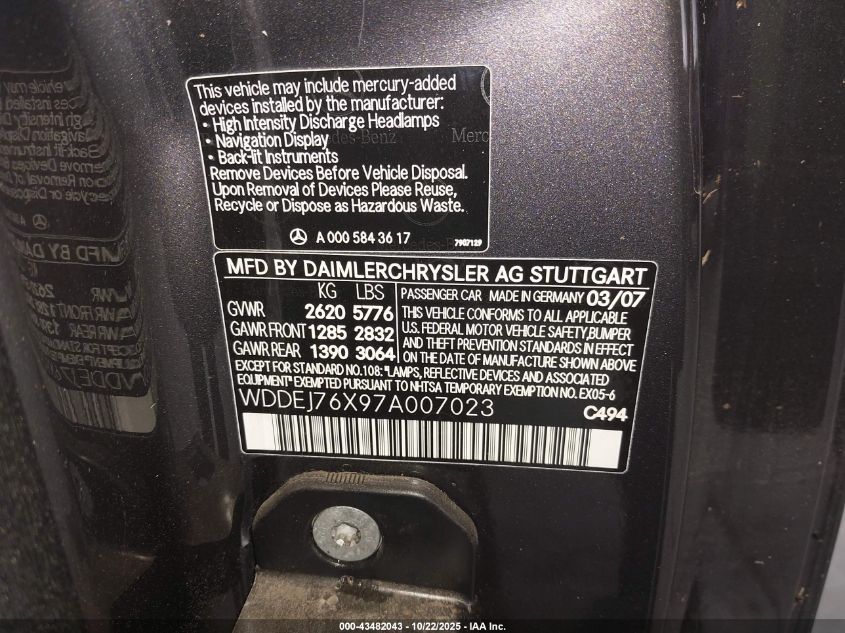 This vehicle may include mercury-added
devices installed by the manufacturer:
• High Intensity Discharge Headlamps
• Navigation Display
• Back-lit Instruments
Remove Devices Before Vehicle Disposal.
Upon Removal of Devices Please Reuse,
Recycle or Dispose as Hazardous Waste.
A 000 584 36 17
7907129
MFD BY DAIMLERCHRYSLER AG STUTTGART
KG LBS
GVWR 2620 5776
GAWR FRONT 1285 2832
GAWR REAR 1390 3064
PASSENGER CAR MADE IN GERMANY 03/07
THIS VEHICLE CONFORMS TO ALL APPLICABLE
U.S. FEDERAL MOTOR VEHICLE SAFETY,BUMPER
AND THEFT PREVENTION STANDARDS IN EFFECT
ON THE DATE OF MANUFACTURE SHOWN ABOVE
EXCEPT FOR STANDARD NO.108: "LAMPS, REFLECTIVE DEVICES AND ASSOCIATED
EQUIPMENT" EXEMPTED PURSUANT TO NHTSA TEMPORARY EXEMPTION NO. EX05-6
WDDEJ76X97A007023
C494
000-43482043 - 10/22/2025 - IAA Inc.